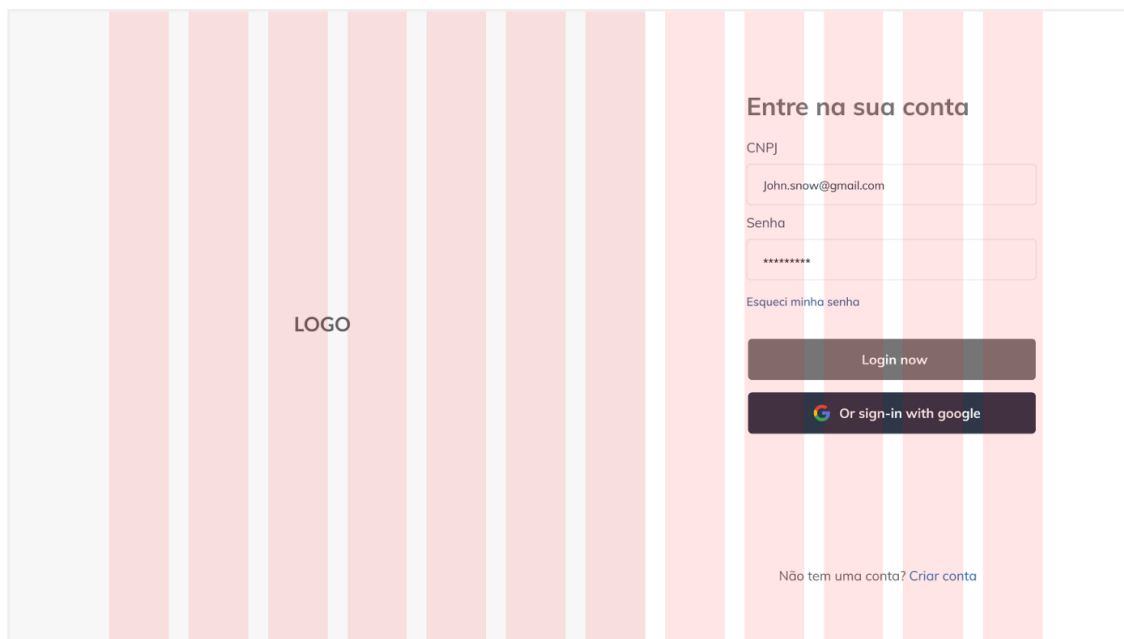 LOGO
Entre na sua conta
CNPJ
John.snow@gmail.com
Senha
*********
Esqueci minha senha
Login now
Or sign-in with google
Não tem uma conta? Criar conta